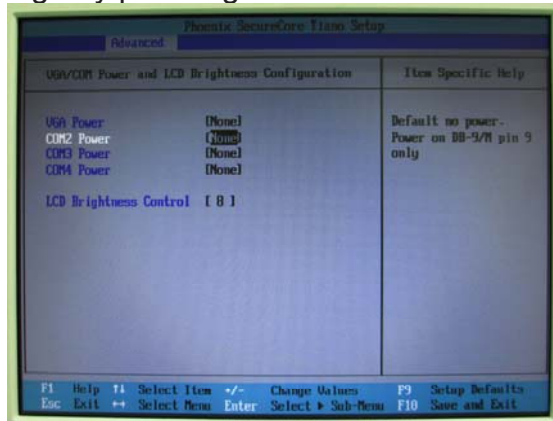 Phoenix SecureCore Tiano Setup
Advanced
VGA/COM Power and LCD Brightness Configuration
Item Specific Help
VGA Power [None]
COM2 Power [None]
COM3 Power [None]
COM4 Power [None]
LCD Brightness Control [ 8 ]
Default no power.
Power on DB-9/M pin 9
only
F1 Help ↑↓ Select Item -/- Change Values F9 Setup Defaults
Esc Exit ↔ Select Menu Enter Select ▶ Sub-Menu F10 Save and Exit